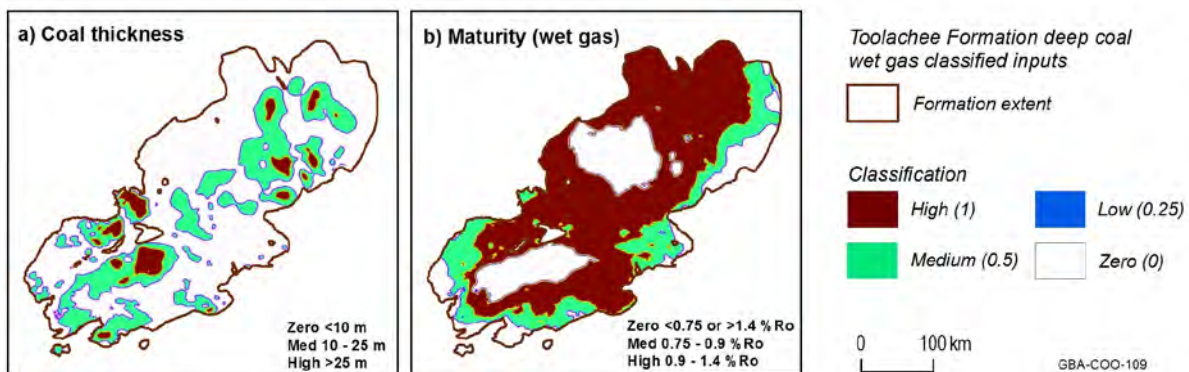 a) Coal thickness
Zero <10 m
Med 10 - 25 m
High >25 m
b) Maturity (wet gas)
Zero <0.75 or >1.4 % Ro
Med 0.75 - 0.9 % Ro
High 0.9 - 1.4 % Ro
Toolachee Formation deep coal
wet gas classified inputs
Formation extent
Classification
High (1)
Low (0.25)
Medium (0.5)
Zero (0)
0 100 km
GBA-COO-109